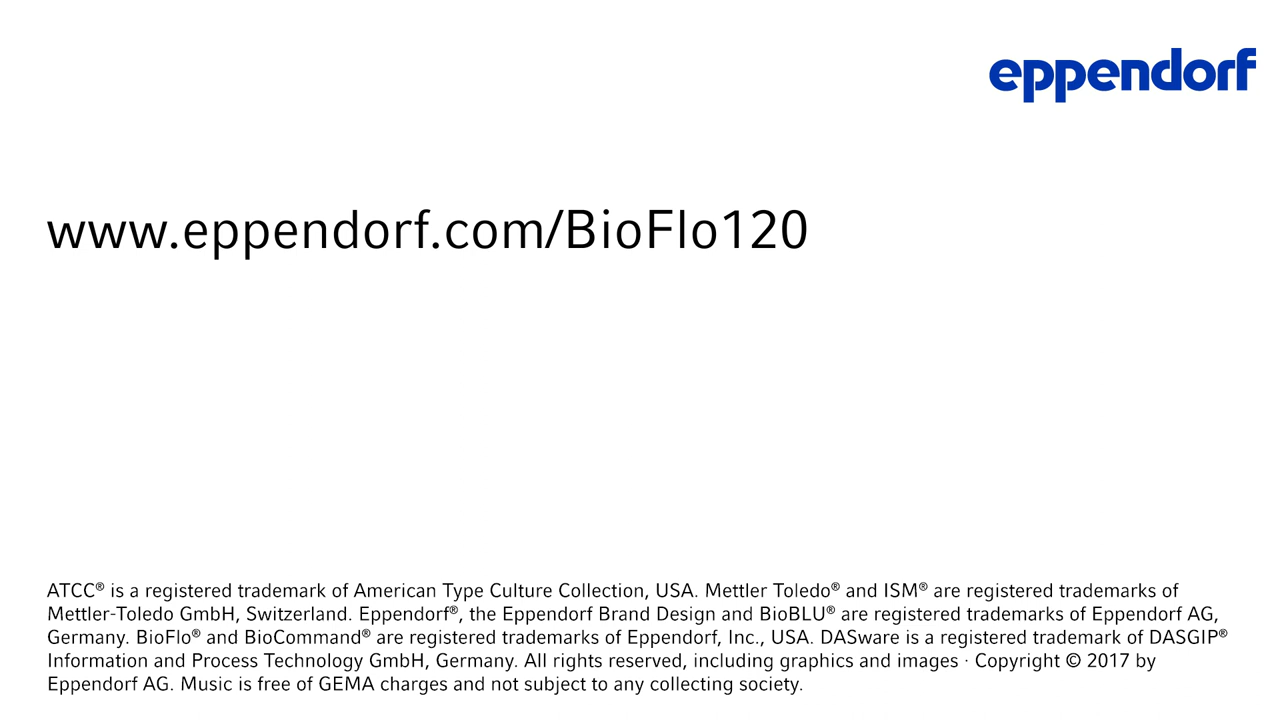 eppendorf
www.eppendorf.com/BioFlo120
ATCC® is a registered trademark of American Type Culture Collection, USA. Mettler Toledo® and ISM® are registered trademarks of
Mettler-Toledo GmbH, Switzerland. Eppendorf®, the Eppendorf Brand Design and BioBLU® are registered trademarks of Eppendorf AG,
Germany. BioFlo® and BioCommand® are registered trademarks of Eppendorf, Inc., USA. DASware is a registered trademark of DASGIP®
Information and Process Technology GmbH, Germany. All rights reserved, including graphics and images · Copyright © 2017 by
Eppendorf AG. Music is free of GEMA charges and not subject to any collecting society.